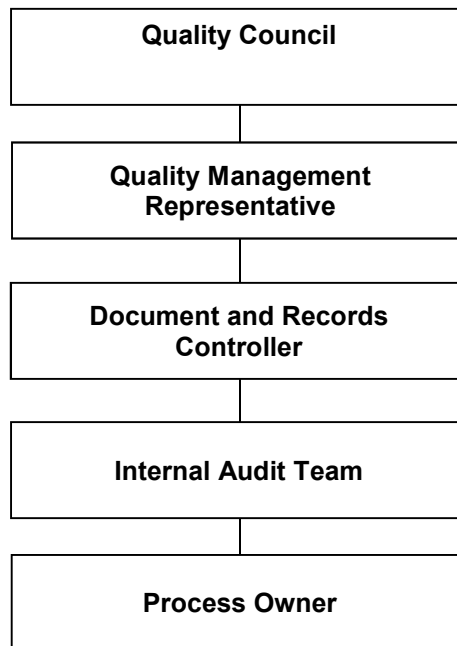 Quality Council
Quality Management
Representative
Document and Records
Controller
Internal Audit Team
Process Owner